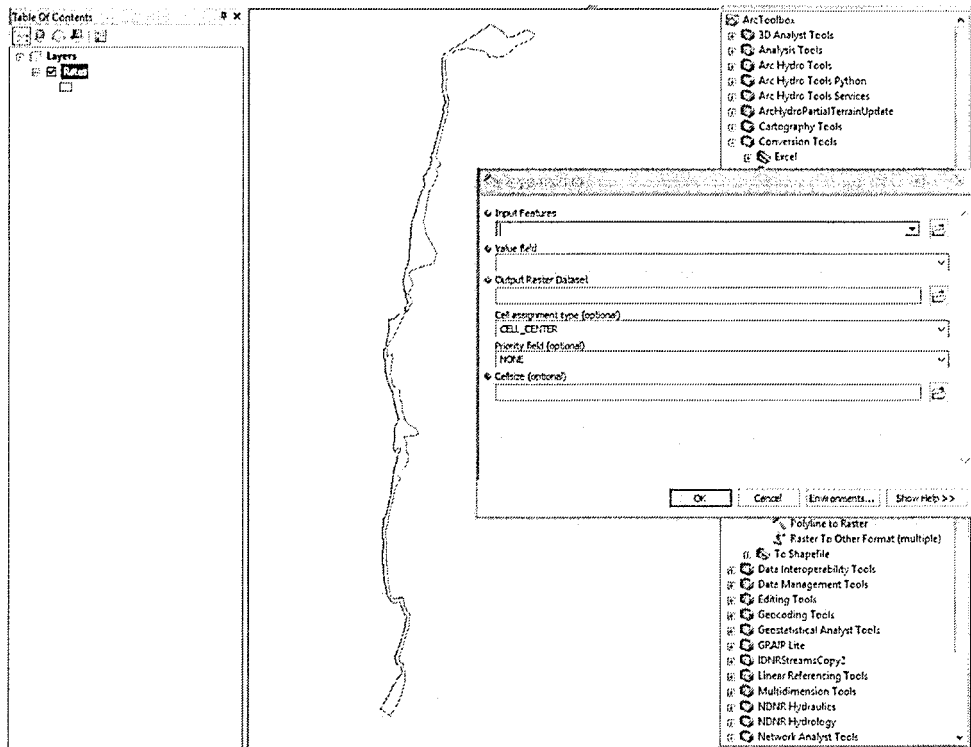 Table Of Contents
Layers
ArcToolbox
3D Analyst Tools
Analysis Tools
Arc Hydro Tools
Arc Hydro Tools Python
Arc Hydro Tools Services
ArcHydroPartialTerrainUpdate
Cartography Tools
Conversion Tools
Excel
Input Features
Value field
Output Raster Dataset
Cell assignment type (optional)
CELL_CENTER
Priority field (optional)
NONE
Cellsize (optional)
OK
Cancel
Environments...
Show Help >>
Polyline to Raster
Raster To Other Format (multiple)
To Shapefile
Data Interoperability Tools
Data Management Tools
Editing Tools
Geocoding Tools
Geostatistical Analyst Tools
GRAIP Lite
IDNRStreamsCopy2
Linear Referencing Tools
Multidimension Tools
NDNR Hydraulics
NDNR Hydrology
Network Analyst Tools